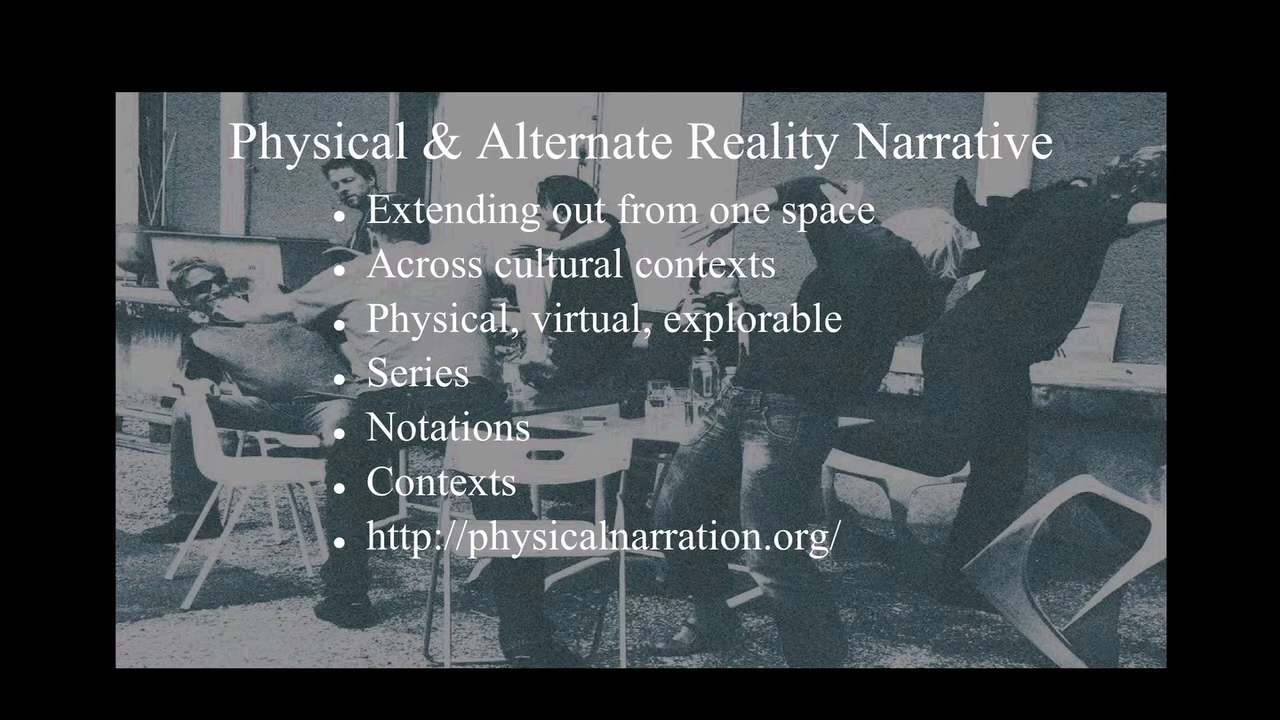 Physical & Alternate Reality Narrative
• Extending out from one space
• Across cultural contexts
• Physical, virtual, explorable
• Series
• Notations
• Contexts
• http://physicalnarration.org/